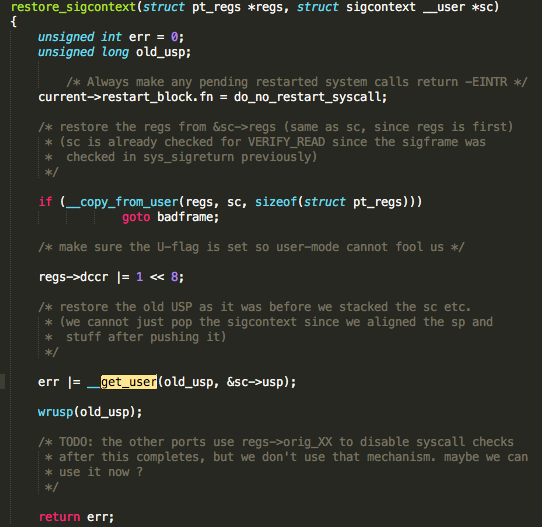 restore_sigcontext(struct pt_regs *regs, struct sigcontext __user *sc)
{
    unsigned int err = 0;
    unsigned long old_usp;

        /* Always make any pending restarted system calls return -EINTR */
    current->restart_block.fn = do_no_restart_syscall;

    /* restore the regs from &sc->regs (same as sc, since regs is first)
     * (sc is already checked for VERIFY_READ since the sigframe was
     *  checked in sys_sigreturn previously)
     */

    if (__copy_from_user(regs, sc, sizeof(struct pt_regs)))
                goto badframe;

    /* make sure the U-flag is set so user-mode cannot fool us */

    regs->dccr |= 1 << 8;

    /* restore the old USP as it was before we stacked the sc etc.
     * (we cannot just pop the sigcontext since we aligned the sp and
     *  stuff after pushing it)
     */

    err |= __get_user(old_usp, &sc->usp);

    wrusp(old_usp);

    /* TODO: the other ports use regs->orig_XX to disable syscall checks
     * after this completes, but we don't use that mechanism. maybe we can
     * use it now ?
     */

    return err;